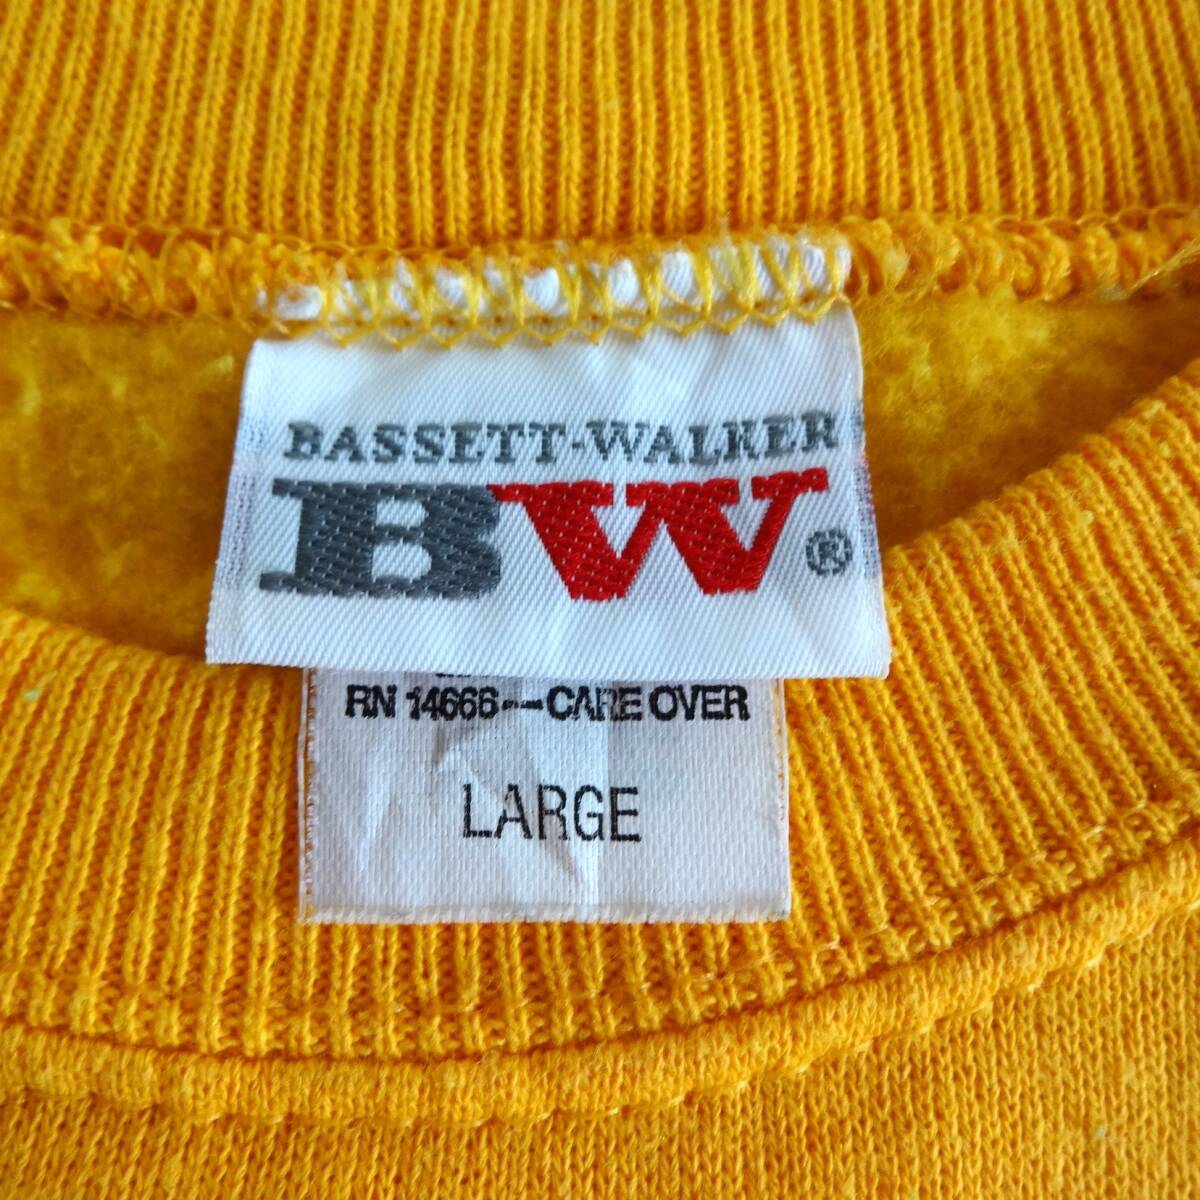 BASSETT-WALKER
BW®
RN 14666---CARE OVER
LARGE